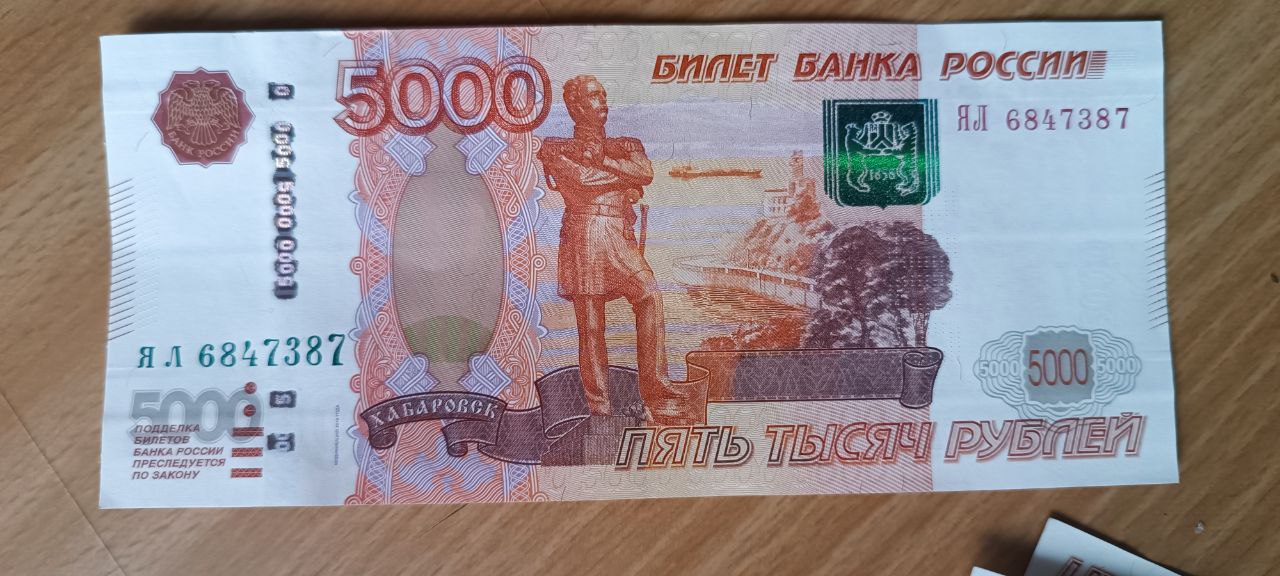 5000
БИЛЕТ БАНКА РОССИИ
ЯЛ 6847387
БАНК РОССИИ
5000 5000 5000
1858
ЯЛ 6847387
5000
ПОДДЕЛКА
БИЛЕТОВ
БАНКА РОССИИ
ПРЕСЛЕДУЕТСЯ
ПО ЗАКОНУ
ХАБАРОВСК
5000 5000 5000
ПЯТЬ ТЫСЯЧ РУБЛЕЙ